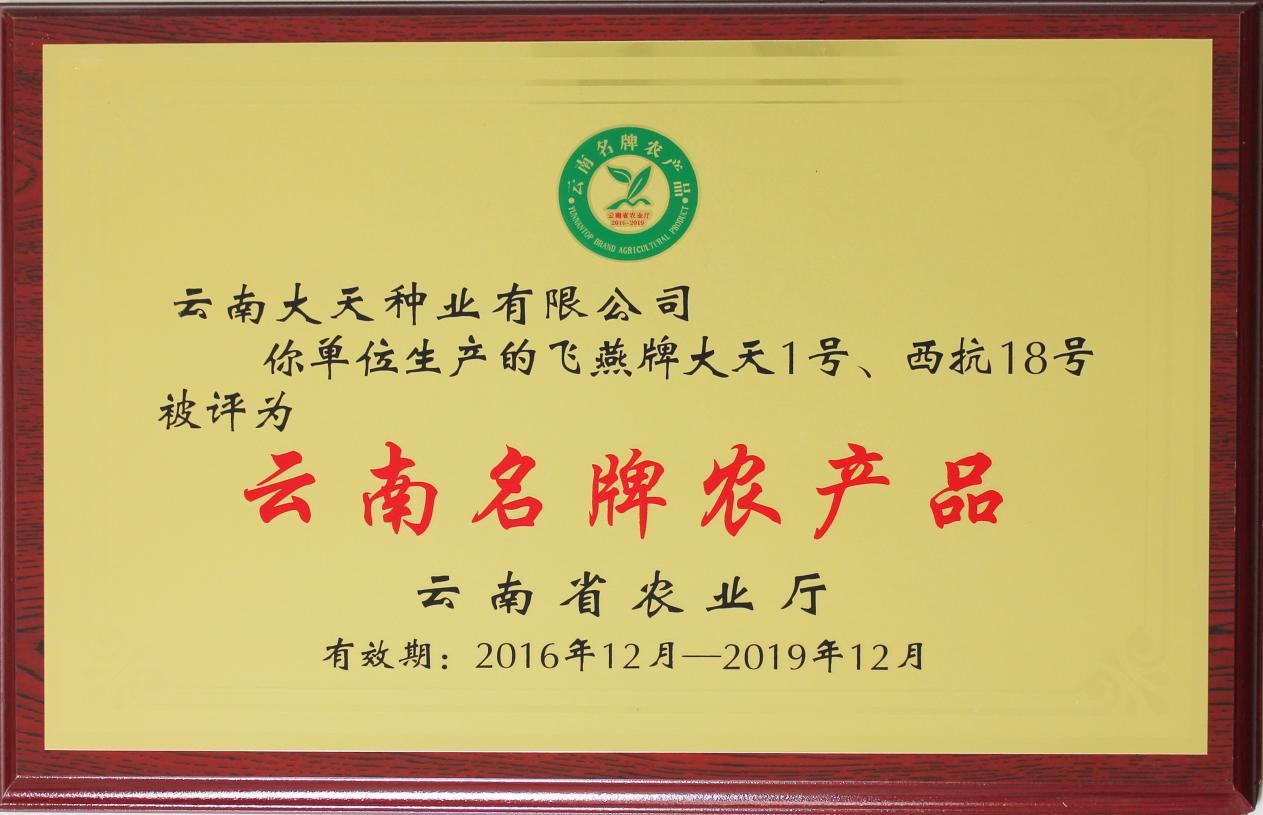 云南名牌农产品
云南省农业厅
2016-2019
YUNNANTOP BRAND AGRICULTURAL PRODUCT
云南大天种业有限公司
你单位生产的飞燕牌大天1号、西抗18号
被评为
云南名牌农产品
云南省农业厅
有效期：2016年12月—2019年12月